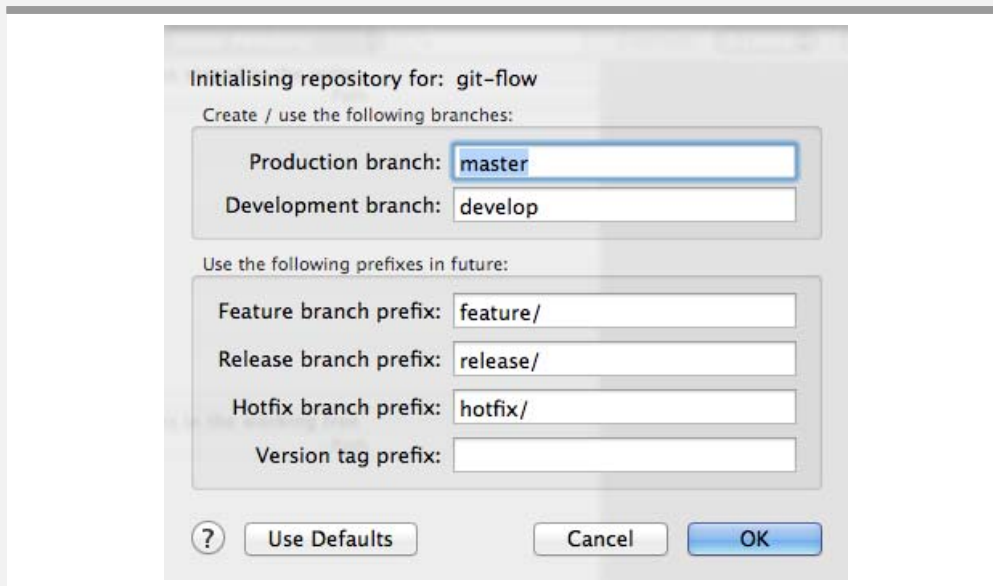 Initialising repository for: git-flow
Create / use the following branches:
Production branch: master
Development branch: develop
Use the following prefixes in future:
Feature branch prefix: feature/
Release branch prefix: release/
Hotfix branch prefix: hotfix/
Version tag prefix:
? Use Defaults Cancel OK